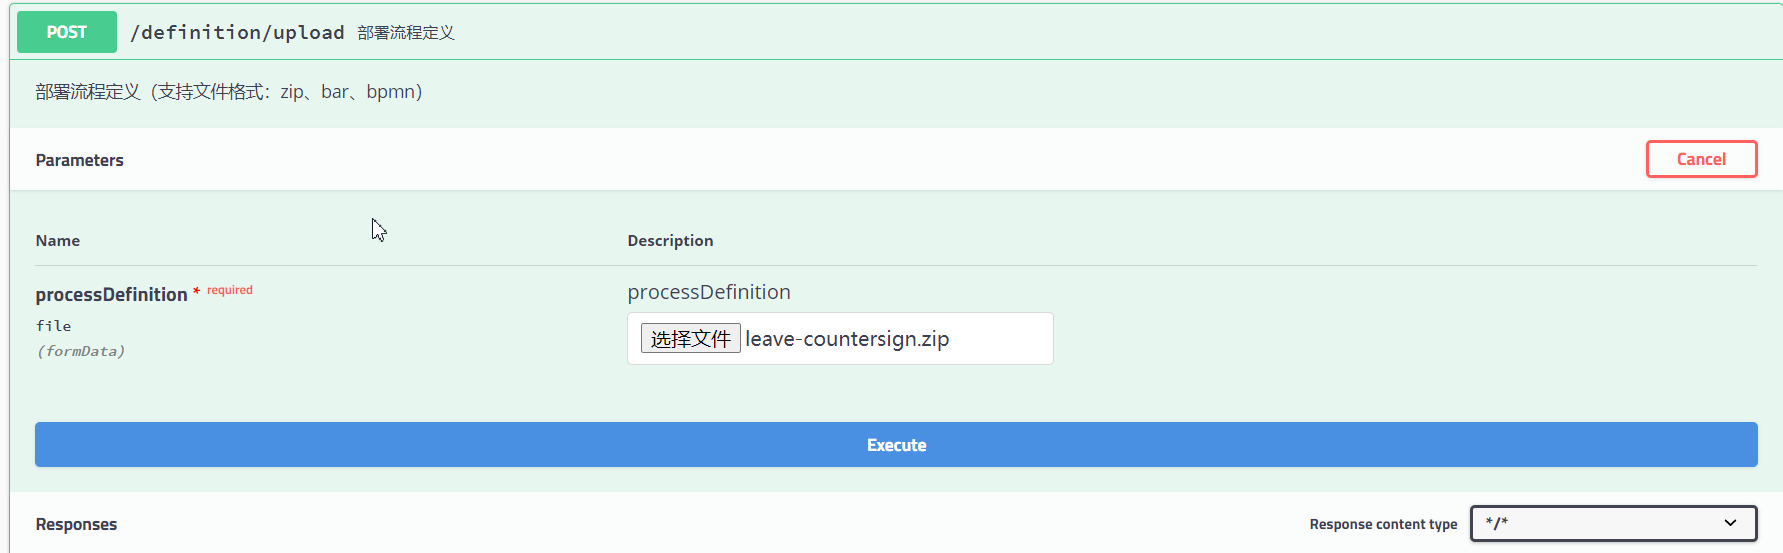 POST /definition/upload 部署流程定义
部署流程定义（支持文件格式：zip、bar、bpmn）
Parameters Cancel
Name Description
processDefinition * required processDefinition
file 选择文件 leave-countersign.zip
(formData)
Execute
Responses Response content type */*